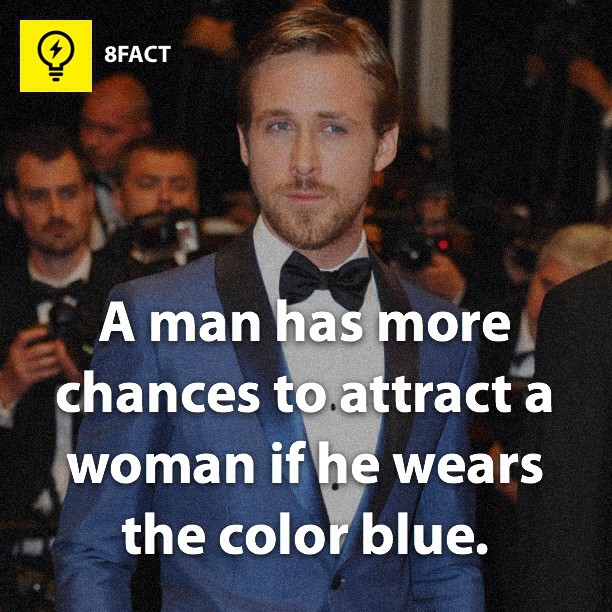 8FACT
A man has more
chances to attract a
woman if he wears
the color blue.